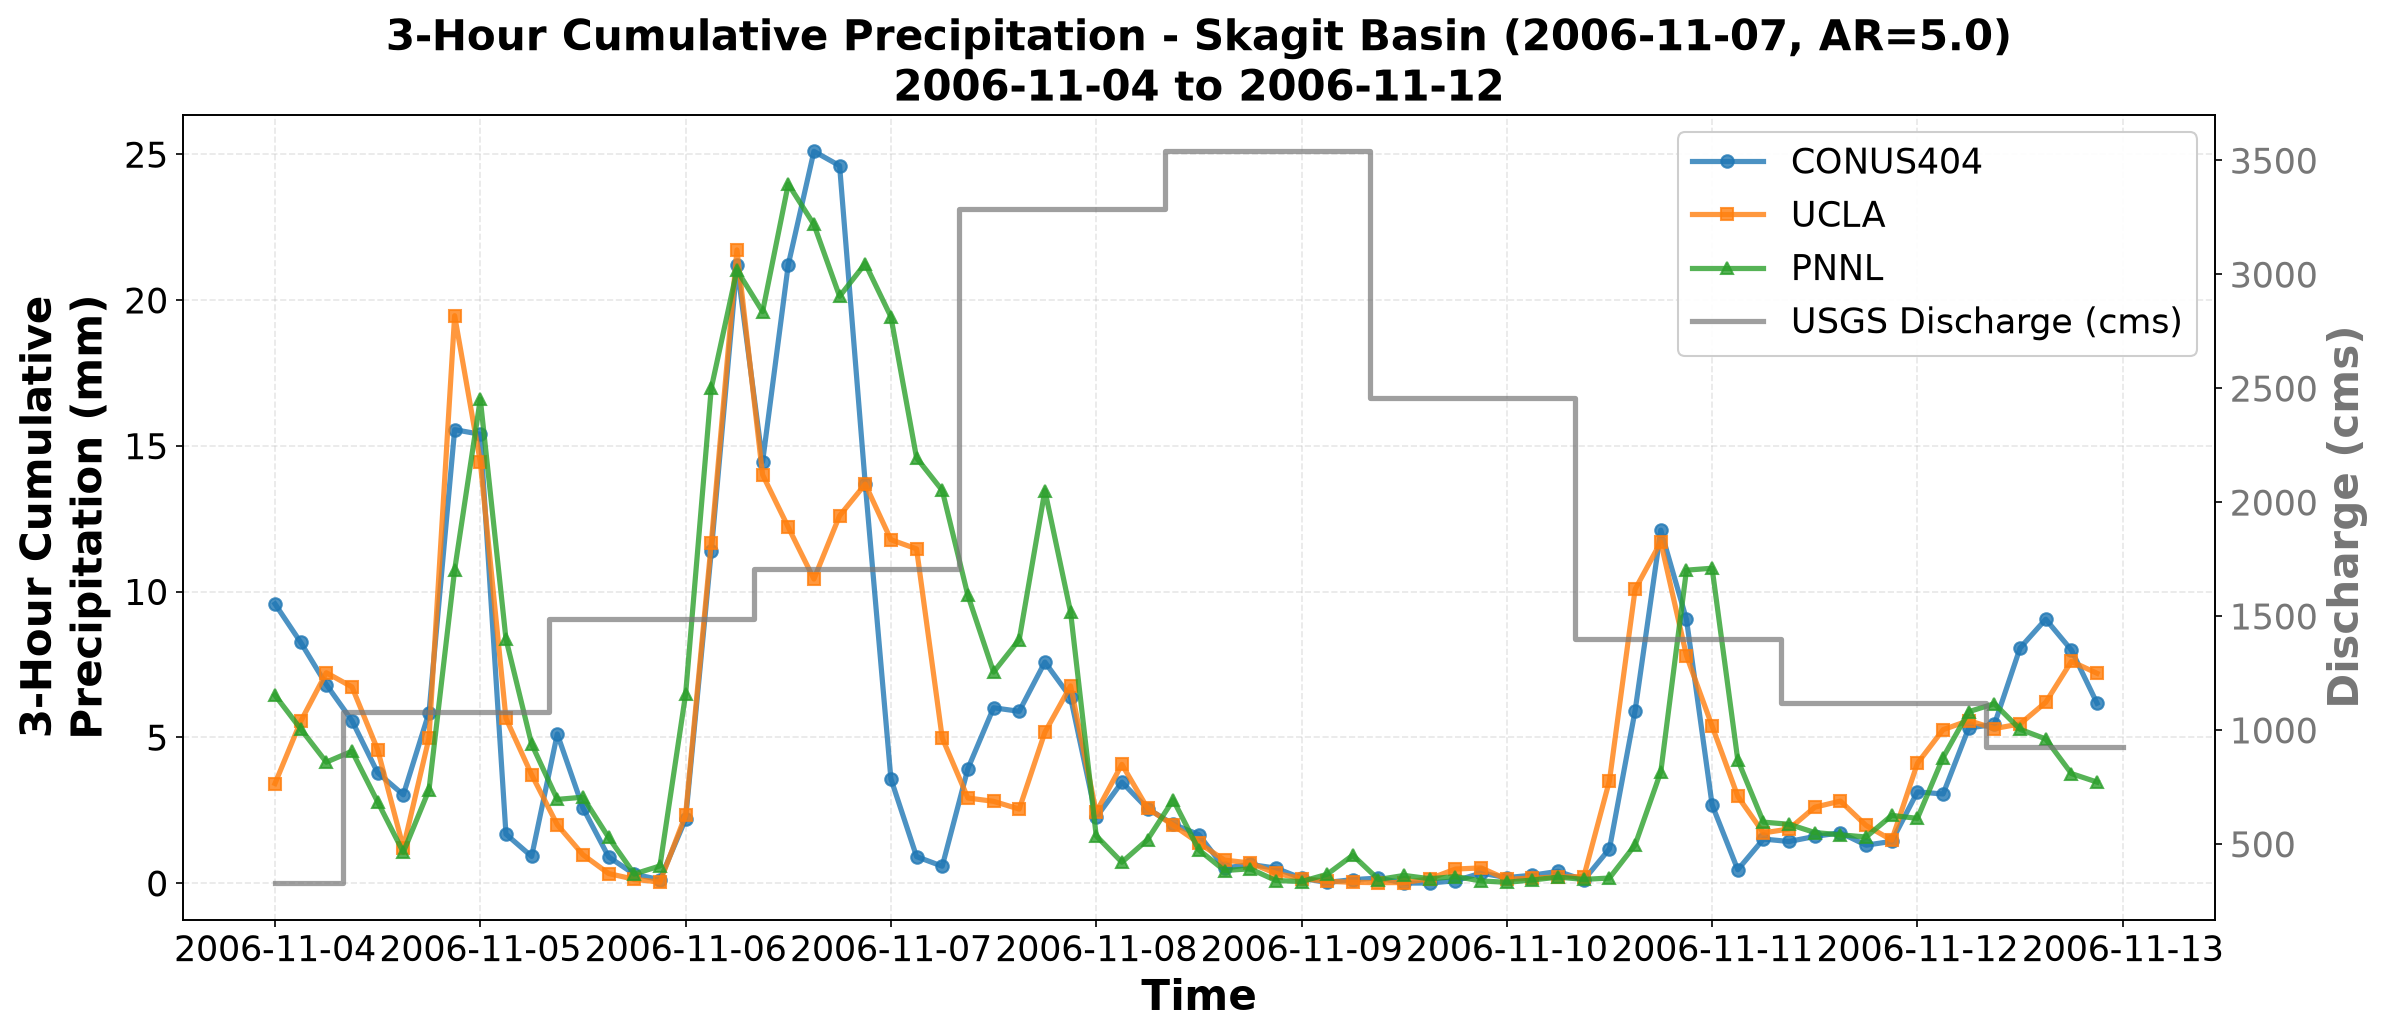 3-Hour Cumulative Precipitation - Skagit Basin (2006-11-07, AR=5.0)
2006-11-04 to 2006-11-12
3-Hour Cumulative
Precipitation (mm)
25
20
15
10
5
0
CONUS404
UCLA
PNNL
USGS Discharge (cms)
3500
3000
2500
2000
1500
1000
500
Discharge (cms)
2006-11-04 2006-11-05 2006-11-06 2006-11-07 2006-11-08 2006-11-09 2006-11-10 2006-11-11 2006-11-12 2006-11-13
Time